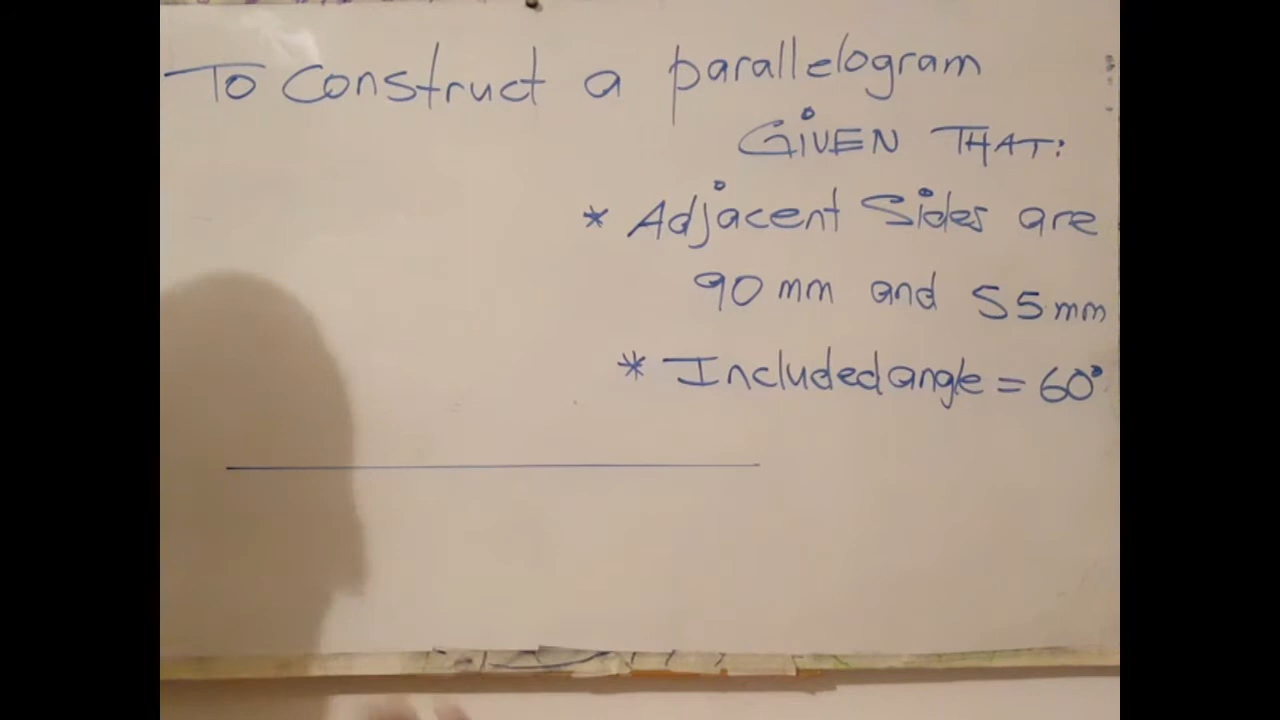 To construct a parallelogram
GIVEN THAT:
* Adjacent Sides are
90 mm and 55 mm
* Included angle = 60°